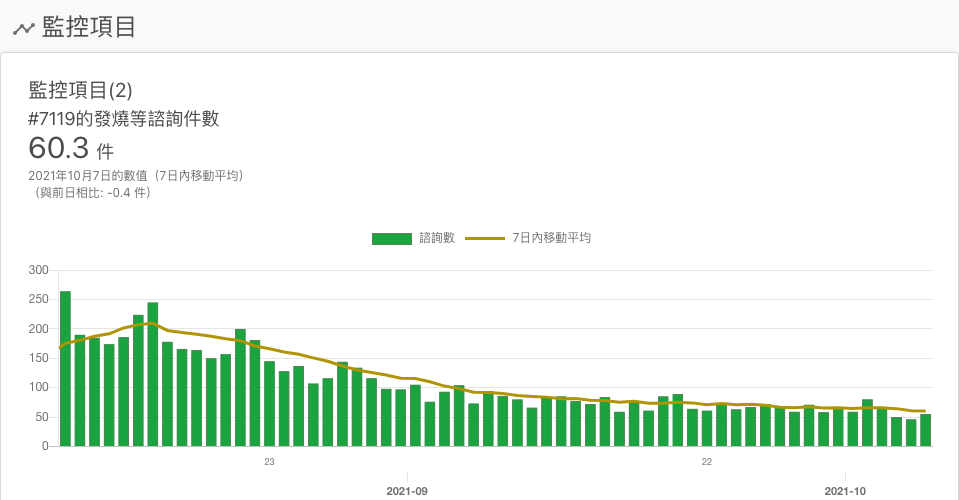 監控項目
監控項目(2)
#7119的發燒等諮詢件數
60.3 件
2021年10月7日的數值（7日內移動平均）
（與前日相比: -0.4 件）
諮詢數 7日內移動平均
300
250
200
150
100
50
0
23 22
2021-09 2021-10